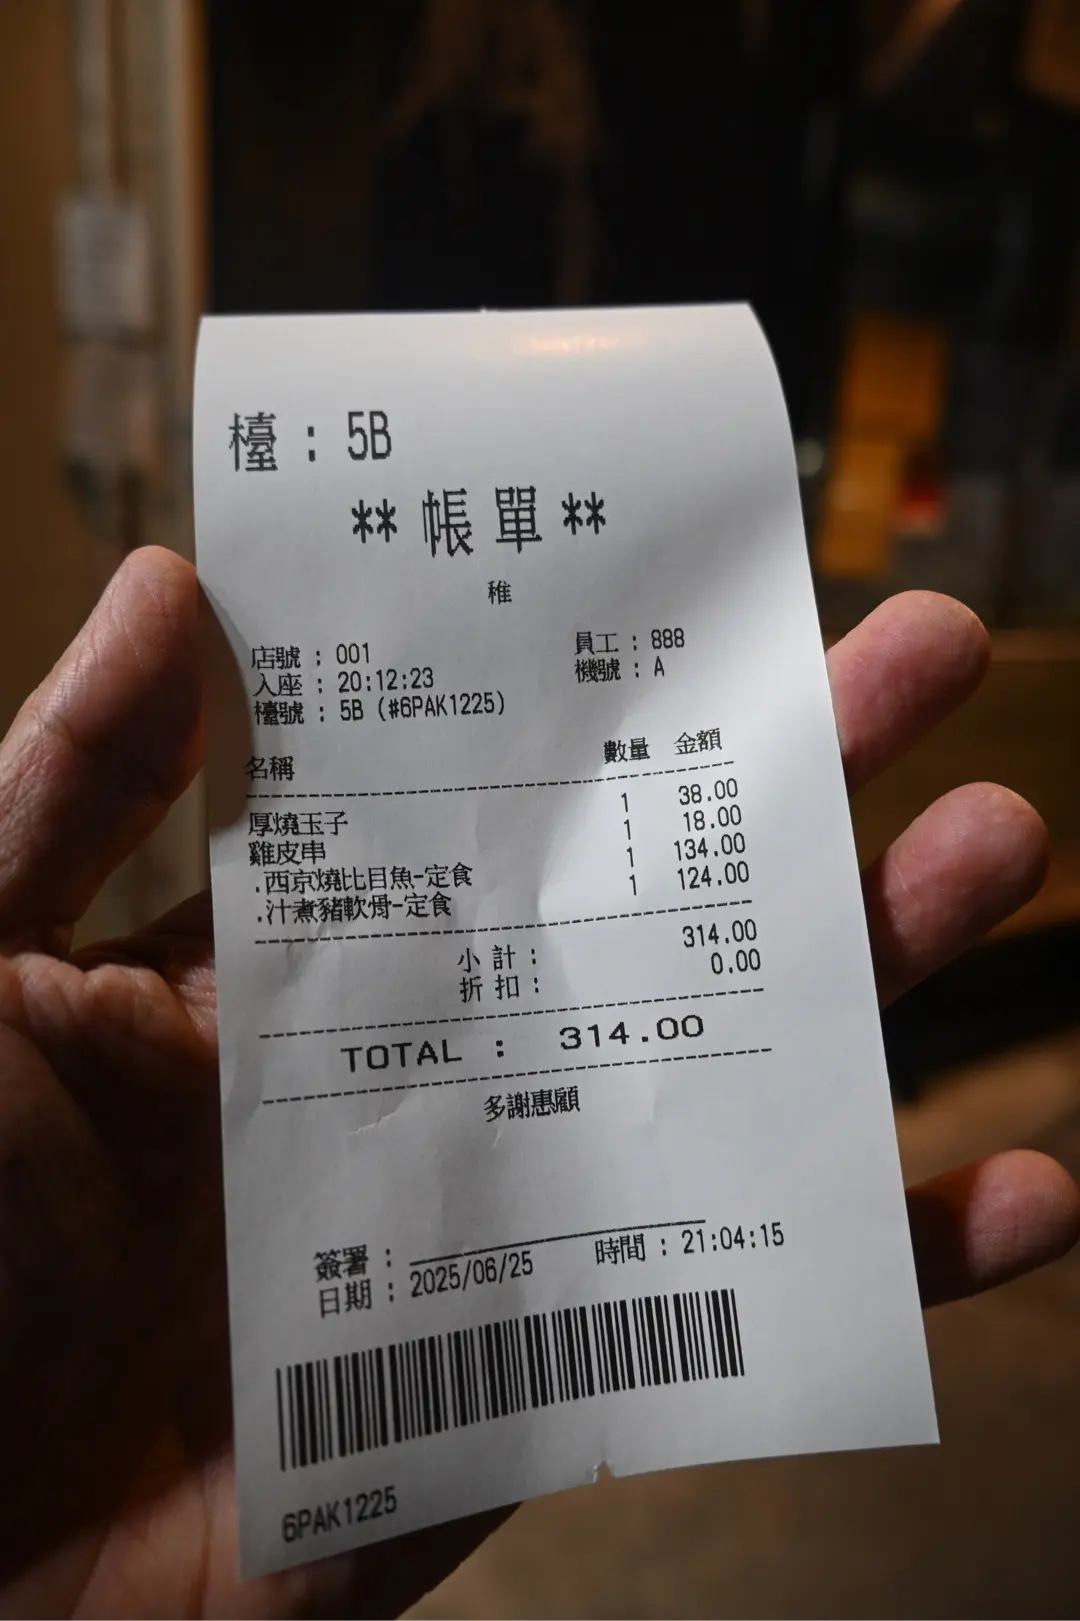 檯 : 5B
** 帳 單 **
稚
店號 : 001 員工 : 888
入座 : 20:12:23 機號 : A
檯號 : 5B (#6PAK1225)
名稱 數量 金額
厚燒玉子 1 38.00
雞皮串 1 18.00
.西京燒比目魚-定食 1 134.00
.汁煮豬軟骨-定食 1 124.00
小 計 : 314.00
折 扣 : 0.00
TOTAL : 314.00
多謝惠顧
簽署 :
日期 : 2025/06/25 時間 : 21:04:15
6PAK1225